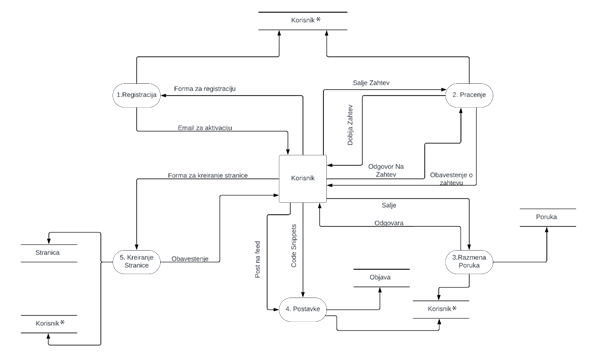 Korisnik *
Forma za registraciju
Salje Zahtev
1.Registracija
2. Pracenje
Dobija Zahtev
Email za aktivaciju
Odgovor Na
Zahtev
Forma za kreiranje stranice
Korisnik
Obavestenje o
zahtevu
Salje
Poruka
Odgovara
Stranica
5. Kreiranje
Stranice
Obavestenje
Post na feed
Code Snippets
3.Razmena
Poruka
Objava
4. Postavke
Korisnik *
Korisnik *